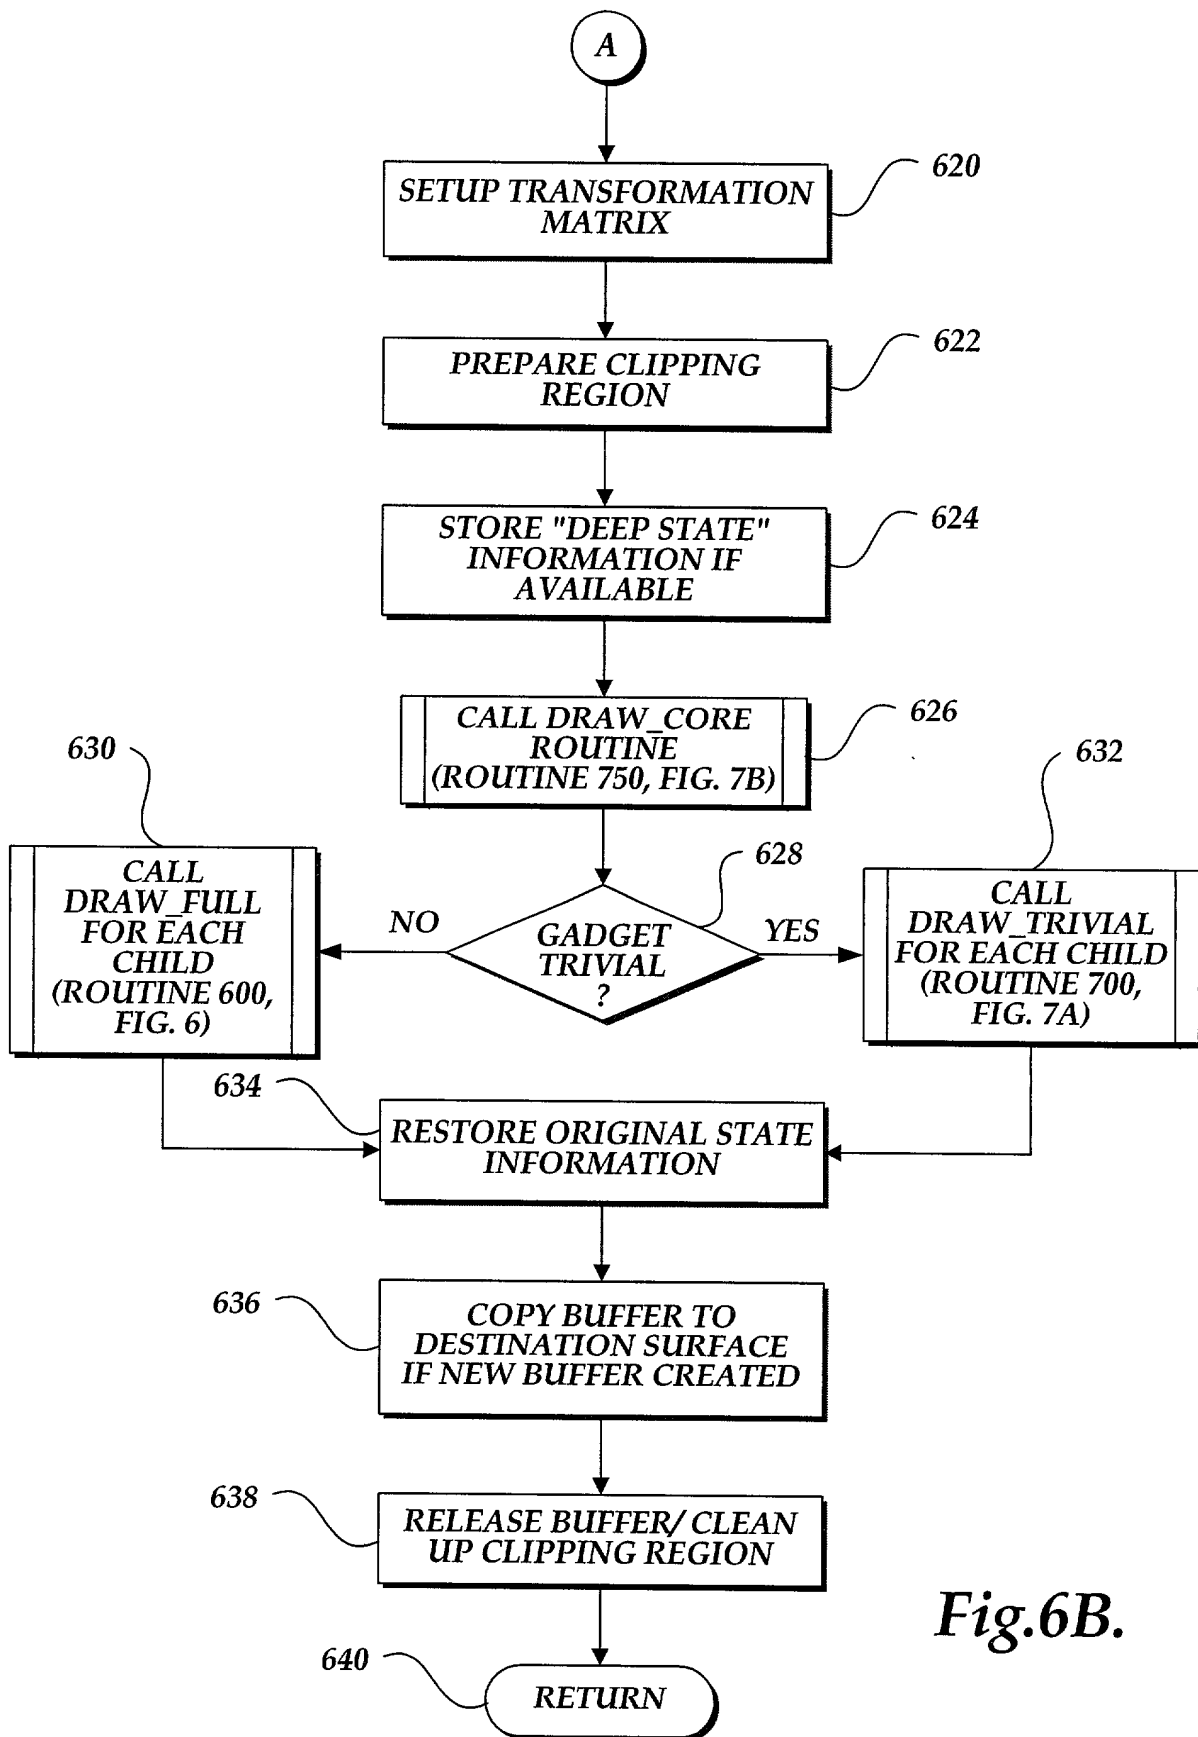 A
SETUP TRANSFORMATION
MATRIX
620
PREPARE CLIPPING
REGION
622
STORE "DEEP STATE"
INFORMATION IF
AVAILABLE
624
CALL DRAW_CORE
ROUTINE
(ROUTINE 750, FIG. 7B)
626
630
CALL
DRAW_FULL
FOR EACH
CHILD
(ROUTINE 600,
FIG. 6)
NO
GADGET
TRIVIAL
?
628
YES
632
CALL
DRAW_TRIVIAL
FOR EACH CHILD
(ROUTINE 700,
FIG. 7A)
634
RESTORE ORIGINAL STATE
INFORMATION
636
COPY BUFFER TO
DESTINATION SURFACE
IF NEW BUFFER CREATED
638
RELEASE BUFFER/ CLEAN
UP CLIPPING REGION
640
RETURN
Fig.6B.